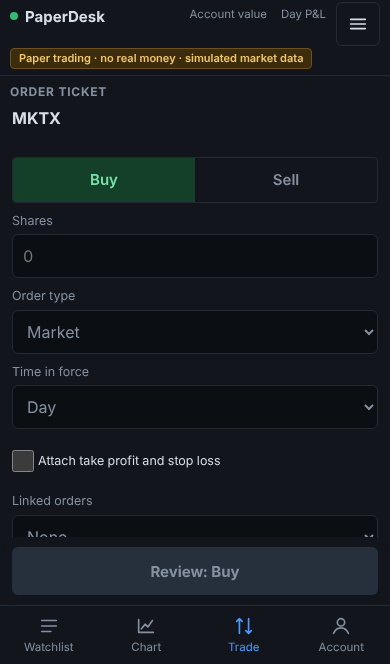 PaperDesk
Account value Day P&L
Paper trading · no real money · simulated market data
ORDER TICKET
MKTX
Buy Sell
Shares
0
Order type
Market
Time in force
Day
Attach take profit and stop loss
Linked orders
None
Review: Buy
Watchlist Chart Trade Account